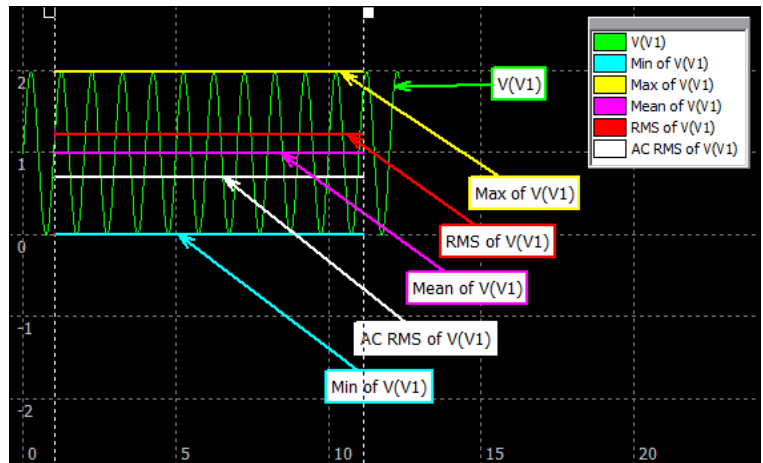 V(V1)
Min of V(V1)
Max of V(V1)
Mean of V(V1)
RMS of V(V1)
AC RMS of V(V1)
2
V(V1)
1
Max of V(V1)
0
RMS of V(V1)
Mean of V(V1)
-1
AC RMS of V(V1)
Min of V(V1)
-2
0 5 10 15 20